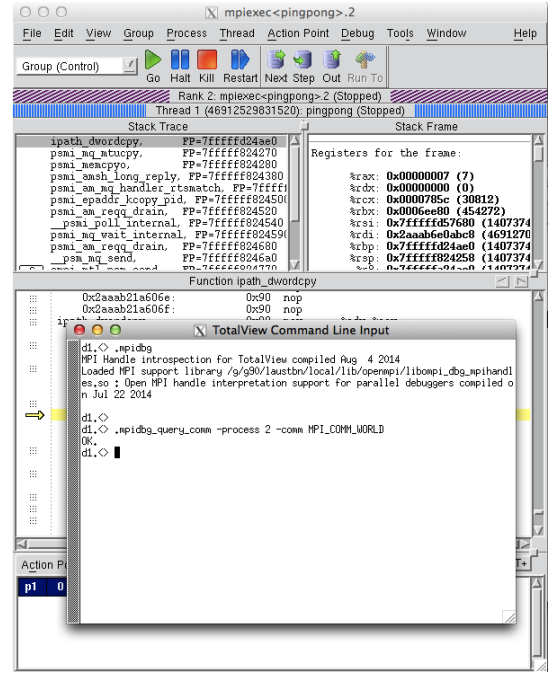 mpiexec<pingpong>.2
File Edit View Group Process Thread Action Point Debug Tools Window Help
Group (Control)
Go Halt Kill Restart Next Step Out Run To
Rank 2: mpiexec<pingpong>.2 (Stopped)
Thread 1 (46912529831520): pingpong (Stopped)
Stack Trace
ipath_dwordcpy, FP=7fffffd24ae0
psmi_mq_mtucpy, FP=7fffff824270
psmi_memcpyo, FP=7fffff824280
psmi_amsh_long_reply, FP=7fffff824380
psmi_am_mq_handler_rtsmatch, FP=7fffff
psmi_epaddr_kcopy_pid, FP=7fffff824500
psmi_am_reqq_drain, FP=7fffff824520
__psmi_poll_internal, FP=7fffff824540
psmi_mq_wait_internal, FP=7fffff824590
psmi_am_reqq_drain, FP=7fffff824680
__psm_mq_send, FP=7fffff8246a0
Stack Frame
Registers for the frame:
%rax: 0x00000007 (7)
%rdx: 0x00000000 (0)
%rcx: 0x0000785c (30812)
%rbx: 0x0006ee80 (454272)
%rsi: 0x7fffffd57680 (1407374
%rdi: 0x2aaab6e0abc8 (4691270
%rbp: 0x7fffffd24ae0 (1407374
%rsp: 0x7fffff824258 (1407374
Function ipath_dwordcpy
0x2aaab21a606e: 0x90 nop
0x2aaab21a606f: 0x90 nop
TotalView Command Line Input
d1.<> .mpidbg
MPI Handle introspection for TotalView compiled Aug  4 2014
Loaded MPI support library /g/g90/laustbn/local/lib/openmpi/libompi_dbg_mpihandl
es.so : Open MPI handle interpretation support for parallel debuggers compiled o
n Jul 22 2014
d1.<>
d1.<> .mpidbg_query_comm -process 2 -comm MPI_COMM_WORLD
OK.
d1.<>
Action
T+
p1 0